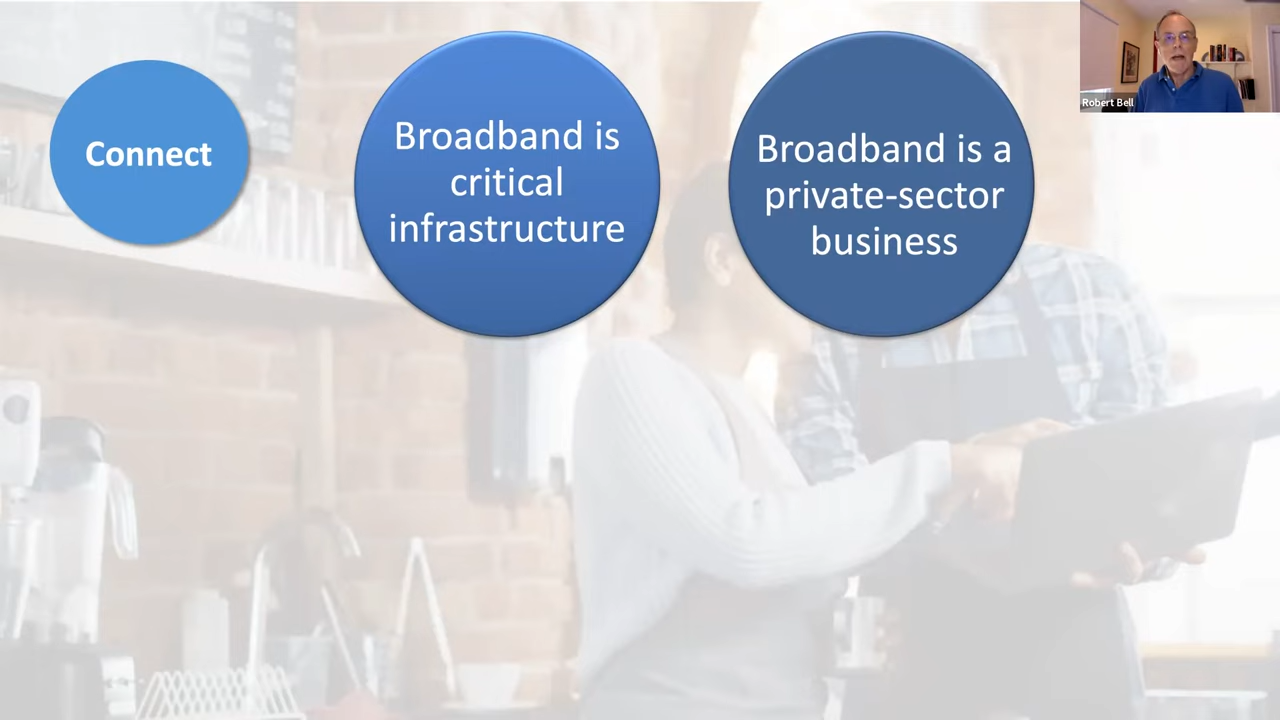 Connect
Broadband is
critical
infrastructure
Broadband is a
private-sector
business
Robert Bell